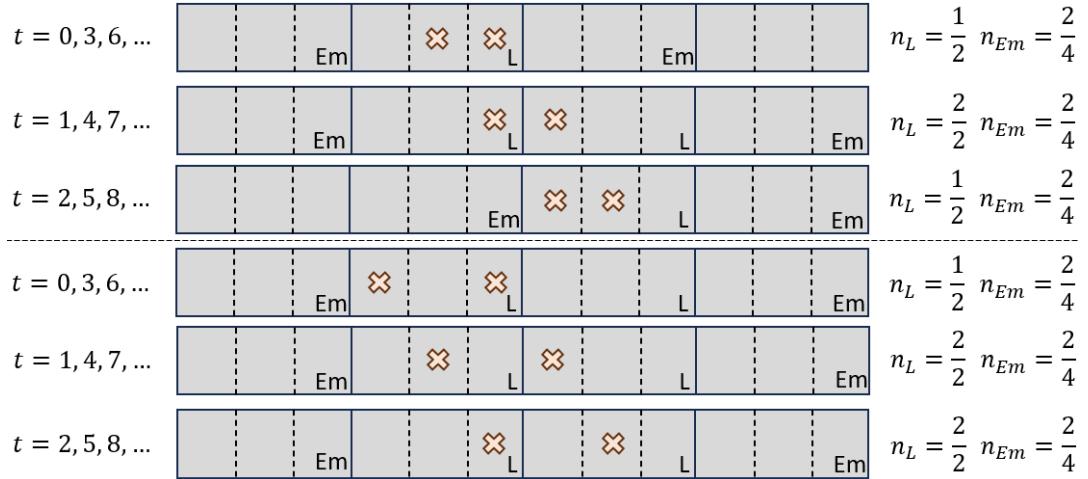 t = 0, 3, 6, … Em L Em n_L = 1/2 n_Em = 2/4
t = 1, 4, 7, … Em L L Em n_L = 2/2 n_Em = 2/4
t = 2, 5, 8, … Em L Em n_L = 1/2 n_Em = 2/4
t = 0, 3, 6, … Em L L Em n_L = 1/2 n_Em = 2/4
t = 1, 4, 7, … Em L L Em n_L = 2/2 n_Em = 2/4
t = 2, 5, 8, … Em L L Em n_L = 2/2 n_Em = 2/4